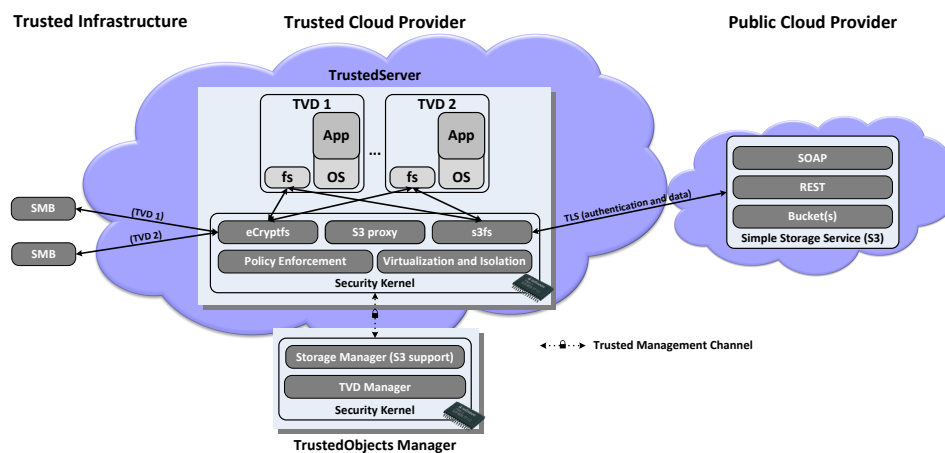 Trusted Infrastructure
Trusted Cloud Provider
Public Cloud Provider
TrustedServer
TVD 1
TVD 2
App
...
App
fs
OS
fs
OS
SOAP
REST
Bucket(s)
Simple Storage Service (S3)
SMB
(TVD 1)
SMB
(TVD 2)
TLS (authentication and data)
eCryptfs
S3 proxy
s3fs
Policy Enforcement
Virtualization and Isolation
Security Kernel
Trusted Management Channel
Storage Manager (S3 support)
TVD Manager
Security Kernel
TrustedObjects Manager